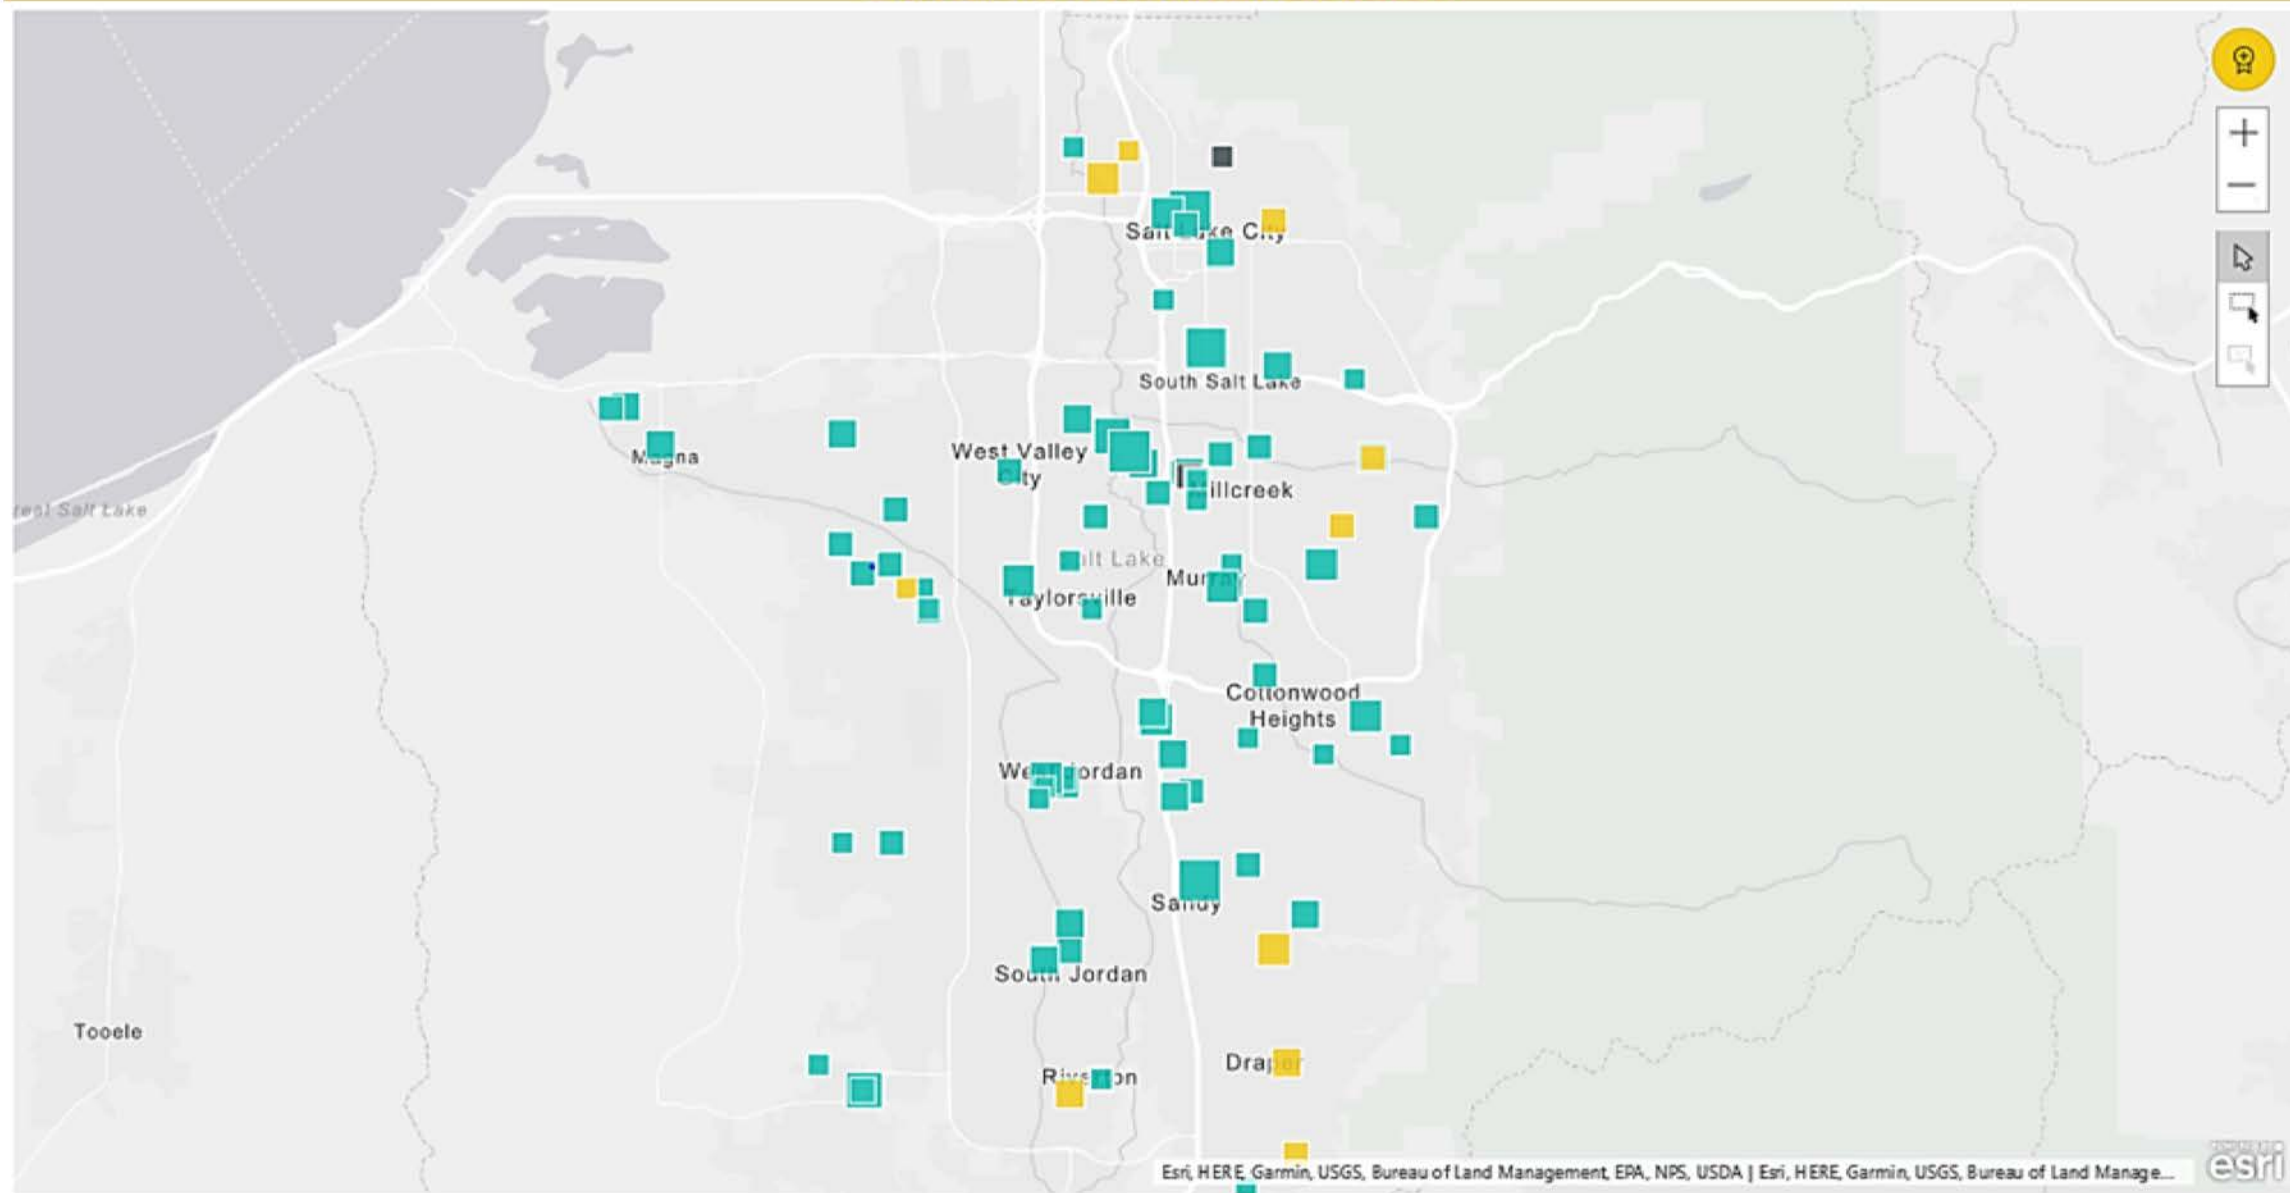 Salt Lake City
South Salt Lake
West Valley
City
Magna
Millcreek
reat Salt Lake
alt Lake
Murray
Taylorsville
Cottonwood
Heights
West Jordan
Sandy
South Jordan
Tooele
Draper
Riverton
Esri, HERE, Garmin, USGS, Bureau of Land Management, EPA, NPS, USDA | Esri, HERE, Garmin, USGS, Bureau of Land Manage...
esri